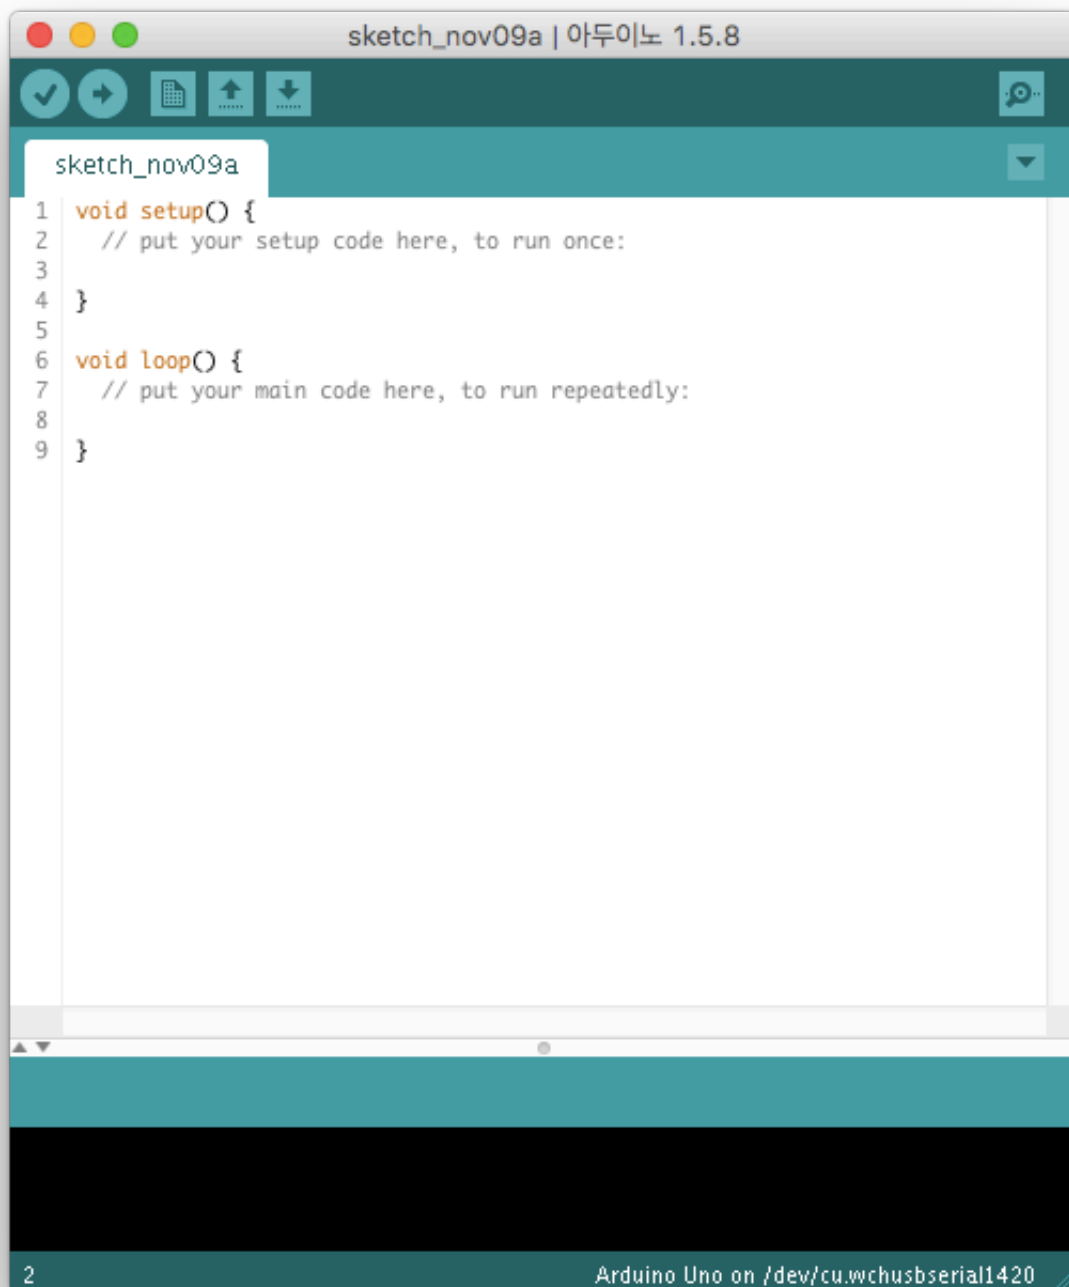 sketch_nov09a | 아두이노 1.5.8
sketch_nov09a
1 void setup() {
2   // put your setup code here, to run once:
3
4 }
5
6 void loop() {
7   // put your main code here, to run repeatedly:
8
9 }
2 Arduino Uno on /dev/cu.wchusbserial1420